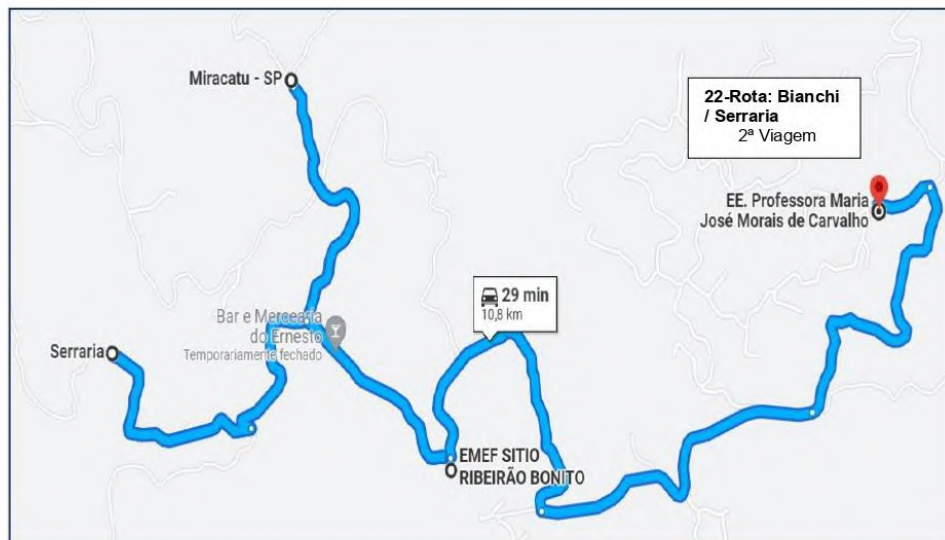 Miracatu - SP
22-Rota: Bianchi
/ Serraria
2ª Viagem
EE. Professora Maria
José Morais de Carvalho
29 min
10,8 km
Bar e Mercearia
do Ernesto
Temporariamente fechado
Serraria
EMEF SITIO
RIBEIRÃO BONITO